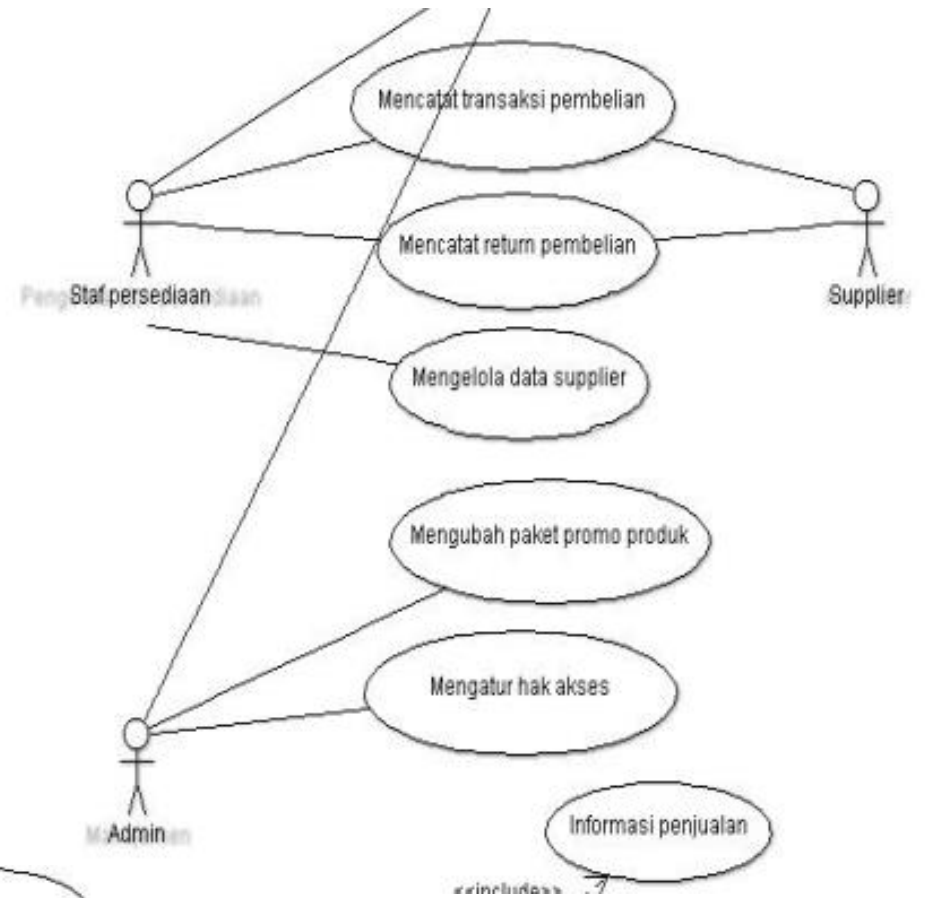 Mencatat transaksi pembelian
Mencatat return pembelian
Staf persediaan
Supplier
Mengelola data supplier
Mengubah paket promo produk
Mengatur hak akses
Admin
Informasi penjualan
<<include>>